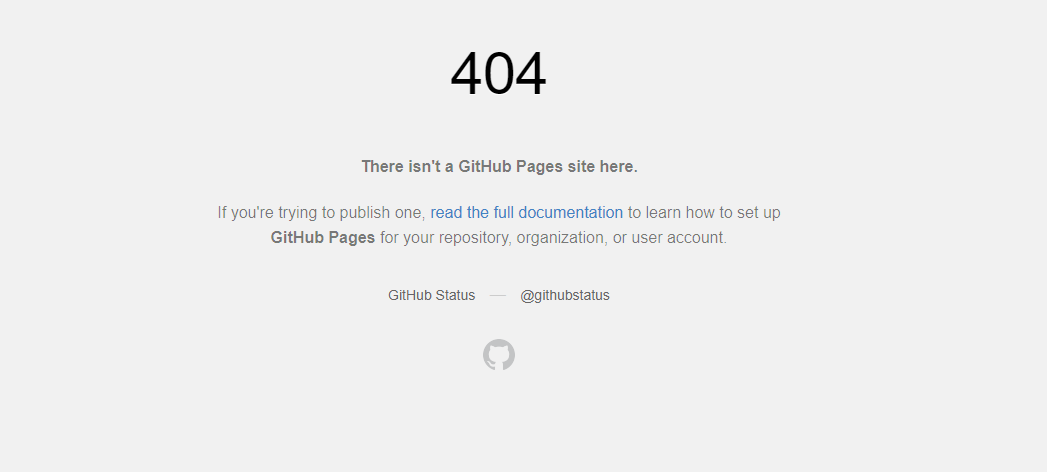 404
There isn't a GitHub Pages site here.
If you're trying to publish one, read the full documentation to learn how to set up
GitHub Pages for your repository, organization, or user account.
GitHub Status — @githubstatus